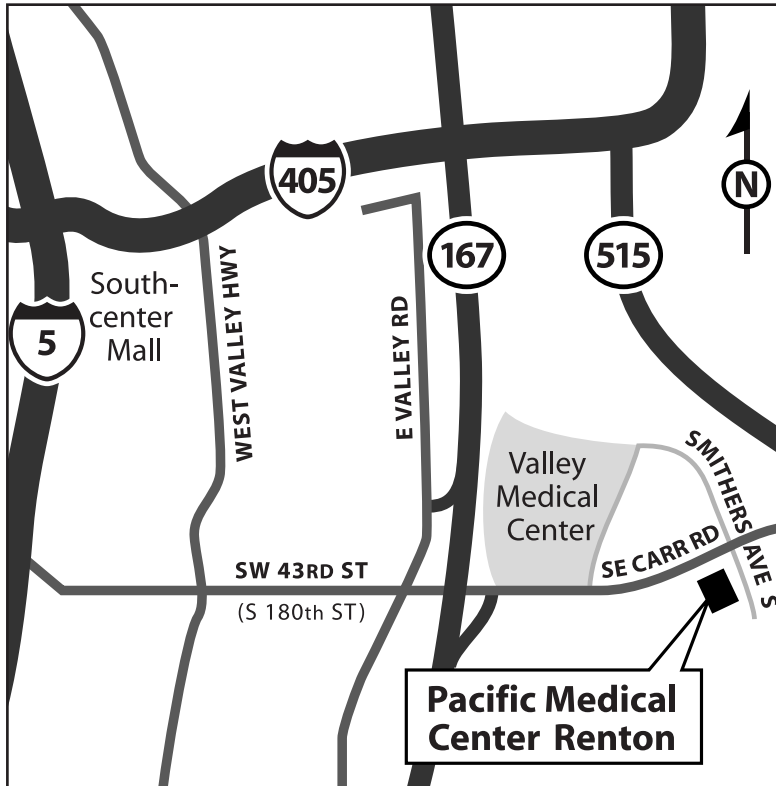 405
N
167
515
South-
center
Mall
5
WEST VALLEY HWY
E VALLEY RD
Valley
Medical
Center
SMITHERS AVE S
SE CARR RD
SW 43RD ST
(S 180th ST)
Pacific Medical
Center Renton